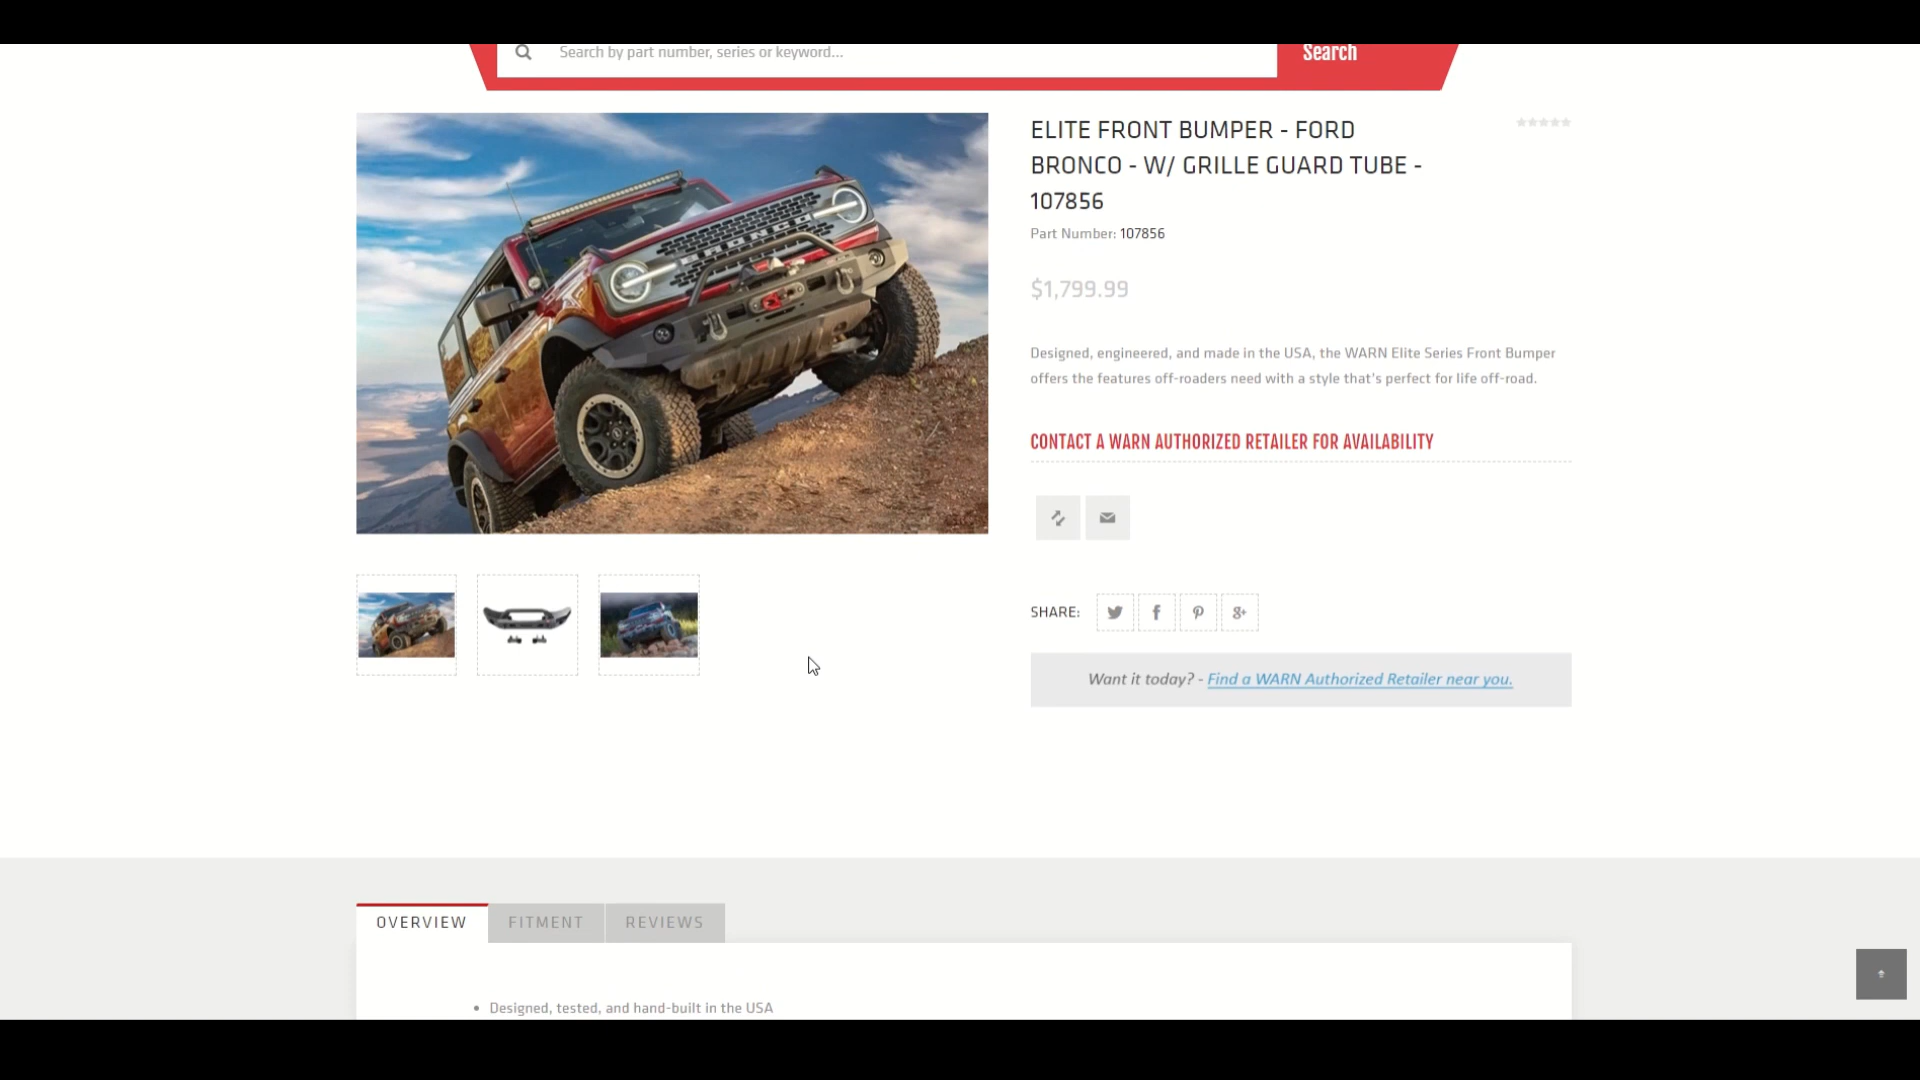 Search by part number, series or keyword...
Search
ELITE FRONT BUMPER - FORD
BRONCO - W/ GRILLE GUARD TUBE -
107856
Part Number: 107856
$1,799.99
Designed, engineered, and made in the USA, the WARN Elite Series Front Bumper
offers the features off-roaders need with a style that's perfect for life off-road.
CONTACT A WARN AUTHORIZED RETAILER FOR AVAILABILITY
SHARE:
Want it today? - Find a WARN Authorized Retailer near you.
OVERVIEW
FITMENT
REVIEWS
• Designed, tested, and hand-built in the USA